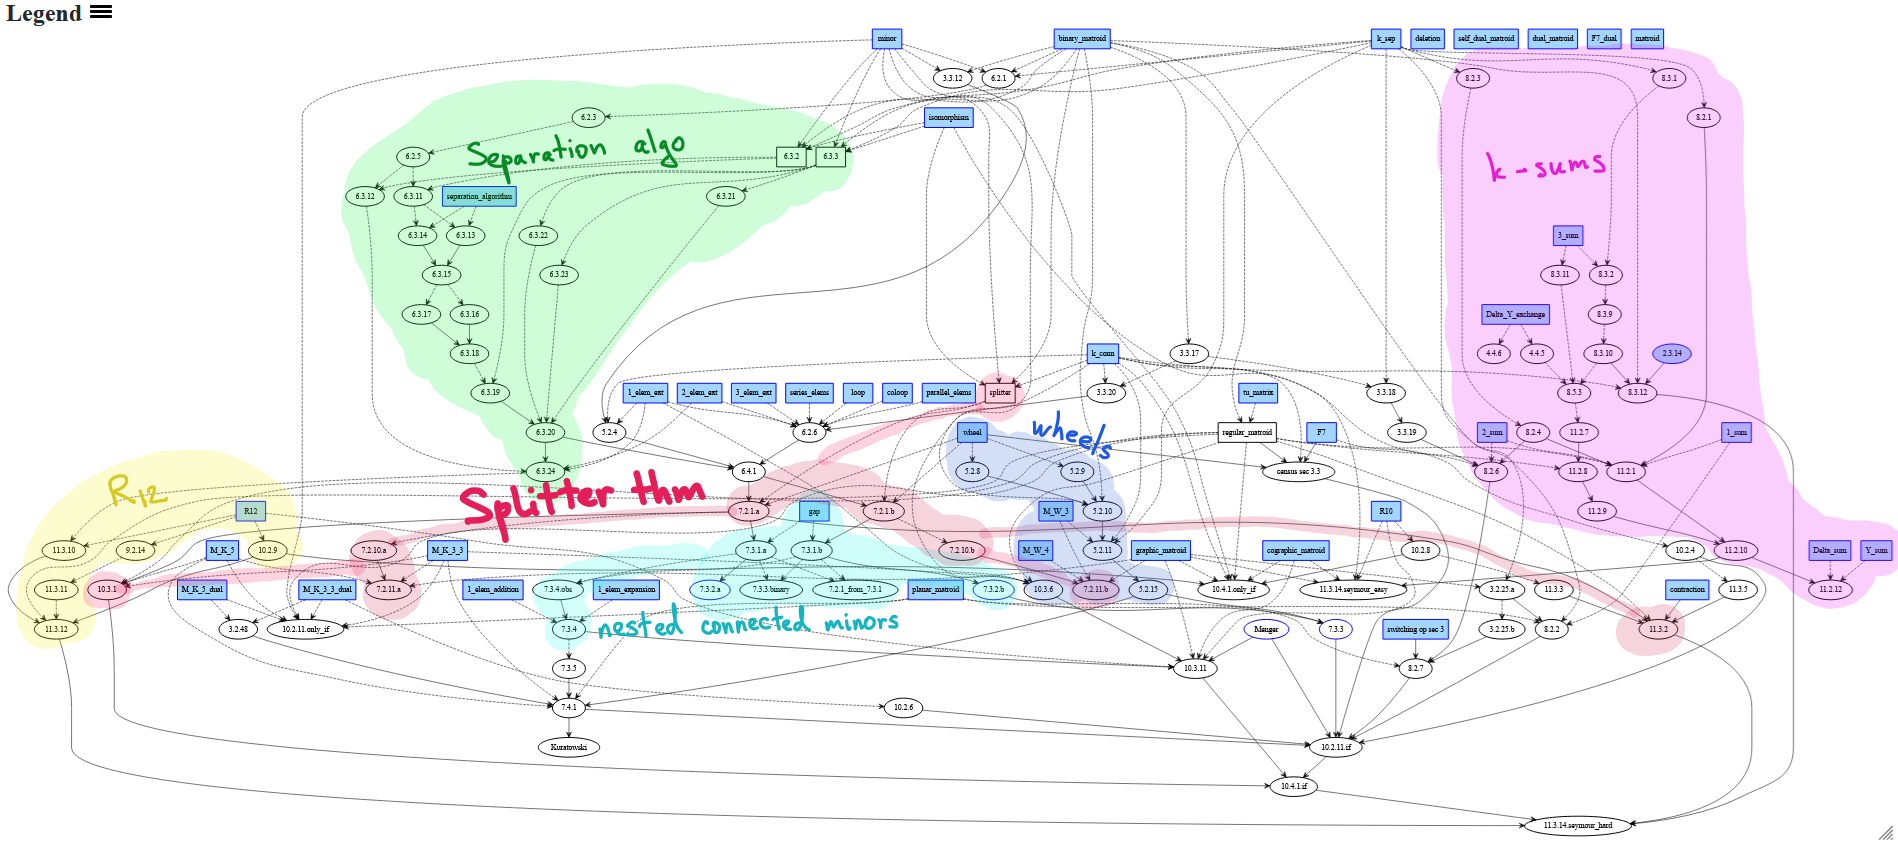 Legend
minor
binary_matroid
k_sep
deletion
self_dual_matroid
dual_matroid
F7_dual
matroid
3.3.12
6.2.1
8.2.3
8.3.1
6.2.3
isomorphism
8.2.1
Separation algo
6.2.5
6.3.2
6.3.3
k-sums
6.3.12
6.3.11
separation_algorithm
6.3.21
6.3.14
6.3.13
6.3.22
3_sum
6.3.15
6.3.23
8.3.11
8.3.2
6.3.17
6.3.16
Delta_Y_exchange
8.3.9
6.3.18
k_conn
3.3.17
4.4.6
4.4.5
8.3.10
2.3.14
6.3.19
1_elem_ext
2_elem_ext
3_elem_ext
series_elems
loop
coloop
parallel_elems
splitter
3.3.20
tu_matrix
3.3.18
8.5.3
8.3.12
6.3.20
5.2.4
6.2.6
wheel
wheels
regular_matroid
F7
3.3.19
2_sum
8.2.4
11.2.7
1_sum
6.3.24
6.4.1
5.2.8
5.2.9
census sec 3.3
8.2.6
11.2.8
11.2.1
R12
Splitter thm
R12
7.2.1.a
gap
7.2.1.b
M_W_3
5.2.10
R10
11.2.9
11.3.10
9.2.14
10.2.9
M_K_5
7.2.10.a
M_K_3_3
7.3.1.a
7.3.1.b
7.2.10.b
M_W_4
5.2.11
graphic_matroid
cographic_matroid
10.2.8
10.2.4
11.2.10
Delta_sum
Y_sum
11.3.11
10.3.1
M_K_5_dual
M_K_3_3_dual
7.2.11.a
1_elem_addition
7.3.4.obs
1_elem_expansion
7.3.2.a
7.3.3.binary
7.2.1_from_7.3.1
planar_matroid
7.3.2.b
10.3.6
7.2.11.b
5.2.15
10.4.1.only_if
11.3.14.seymour_easy
3.2.25.a
11.3.3
contraction
11.3.5
11.2.12
11.3.12
3.2.48
10.2.11.only_if
7.3.4
nested connected minors
Menger
7.3.3
switching op sec 3
3.2.25.b
8.2.2
11.3.2
7.3.5
10.3.11
8.2.7
7.4.1
10.2.6
Kuratowski
10.2.11.if
10.4.1.if
11.3.14.seymour_hard